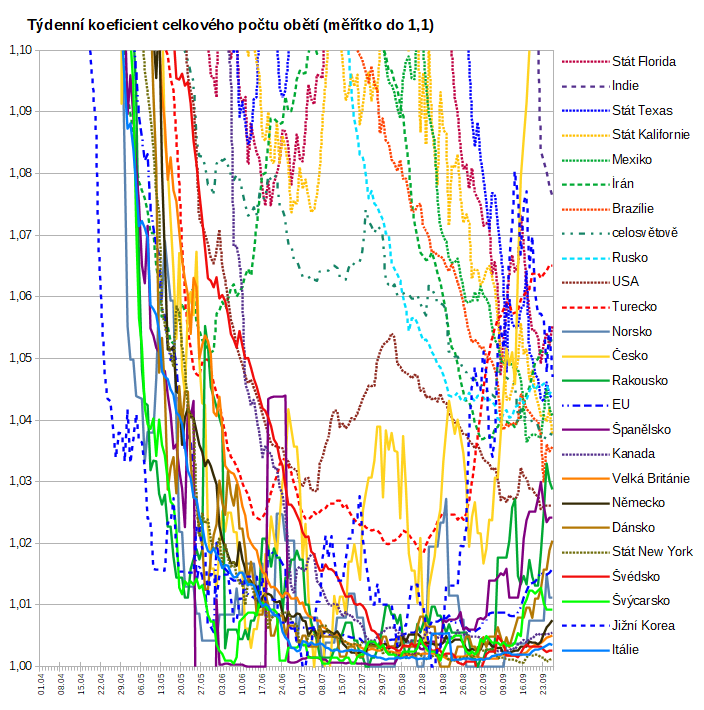 Týdenní koeficient celkového počtu obětí (měřítko do 1,1)
1,10
1,09
1,08
1,07
1,06
1,05
1,04
1,03
1,02
1,01
1,00
01.04
08.04
15.04
22.04
29.04
06.05
13.05
20.05
27.05
03.06
10.06
17.06
24.06
01.07
08.07
15.07
22.07
29.07
05.08
12.08
19.08
26.08
02.09
09.09
16.09
23.09
Stát Florida
Indie
Stát Texas
Stát Kalifornie
Mexiko
Írán
Brazílie
celosvětově
Rusko
USA
Turecko
Norsko
Česko
Rakousko
EU
Španělsko
Kanada
Velká Británie
Německo
Dánsko
Stát New York
Švédsko
Švýcarsko
Jižní Korea
Itálie